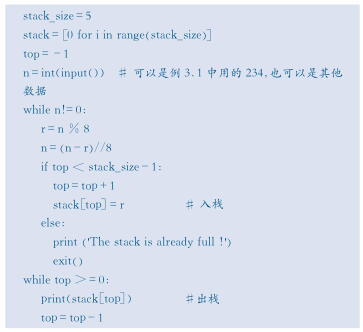 stack_size=5
stack=[0 for i in range(stack_size)]
top=-1
n=int(input())  # 可以是例 3.1 中用的 234,也可以是其他
数据
while n!=0:
    r=n % 8
    n=(n-r)//8
    if top < stack_size-1:
        top=top+1
        stack[top]=r        # 入栈
    else:
        print ('The stack is already full !')
        exit()
while top >=0:
    print(stack[top])        #出栈
    top=top-1